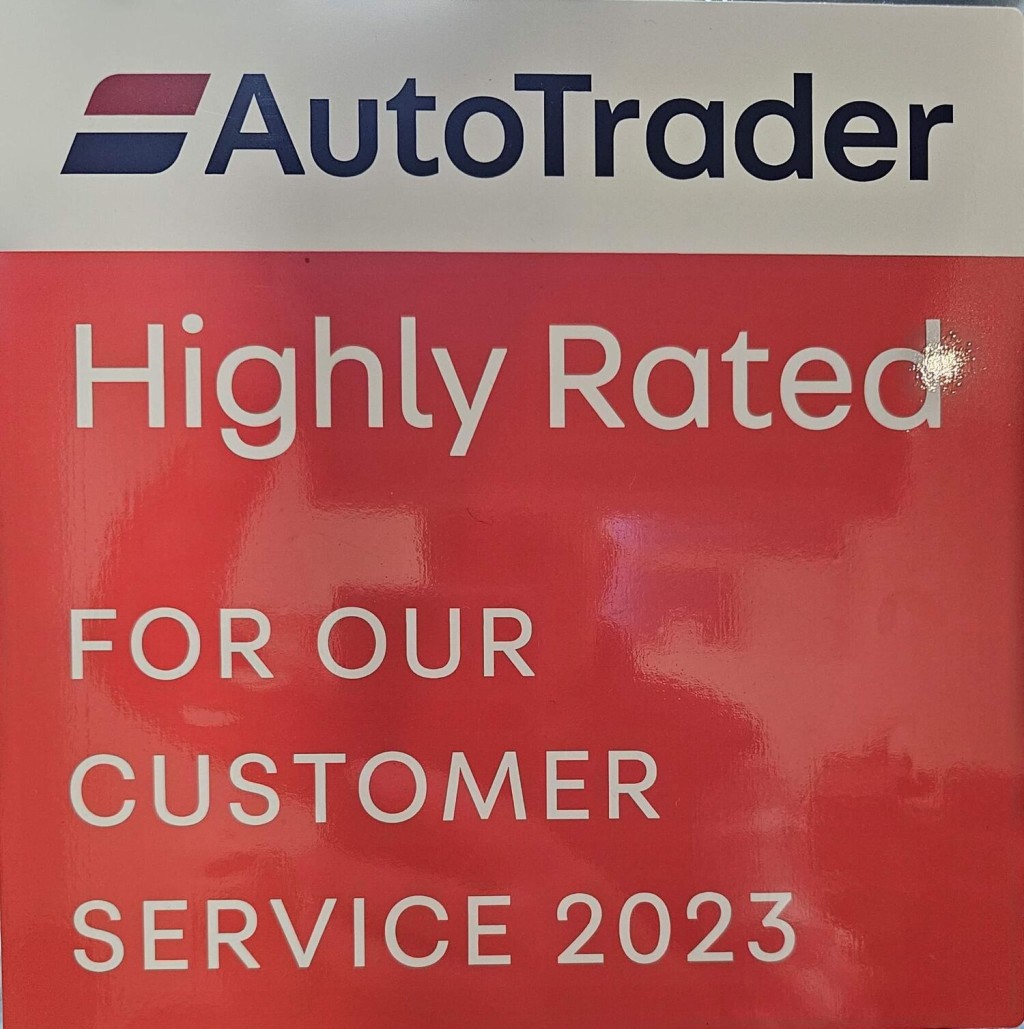 AutoTrader
Highly Rated
FOR OUR
CUSTOMER
SERVICE 2023